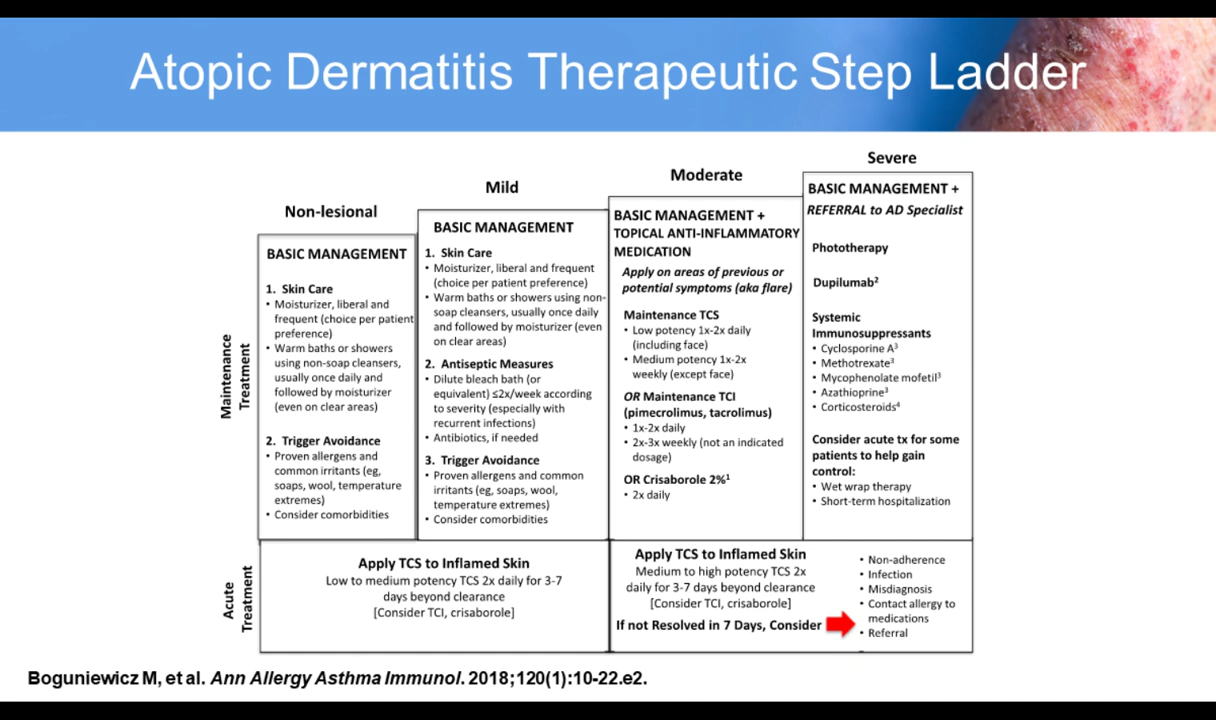 Atopic Dermatitis Therapeutic Step Ladder
Non-lesional
BASIC MANAGEMENT
1. Skin Care
• Moisturizer, liberal and
frequent (choice per patient
preference)
• Warm baths or showers
using non-soap cleansers,
usually once daily and
followed by moisturizer
(even on clear areas)
2. Trigger Avoidance
• Proven allergens and
common irritants (eg,
soaps, wool, temperature
extremes)
• Consider comorbidities
Mild
BASIC MANAGEMENT
1. Skin Care
• Moisturizer, liberal and frequent
(choice per patient preference)
• Warm baths or showers using non-
soap cleansers, usually once daily
and followed by moisturizer (even
on clear areas)
2. Antiseptic Measures
• Dilute bleach bath (or
equivalent) ≤2x/week according
to severity (especially with
recurrent infections)
• Antibiotics, if needed
3. Trigger Avoidance
• Proven allergens and common
irritants (eg, soaps, wool,
temperature extremes)
• Consider comorbidities
Moderate
BASIC MANAGEMENT +
TOPICAL ANTI-INFLAMMATORY
MEDICATION
Apply on areas of previous or
potential symptoms (aka flare)
Maintenance TCS
• Low potency 1x-2x daily
(including face)
• Medium potency 1x-2x
weekly (except face)
OR Maintenance TCI
(pimecrolimus, tacrolimus)
• 1x-2x daily
• 2x-3x weekly (not an indicated
dosage)
OR Crisaborole 2%¹
• 2x daily
Severe
BASIC MANAGEMENT +
REFERRAL to AD Specialist
Phototherapy
Dupilumab²
Systemic
Immunosuppressants
• Cyclosporine A³
• Methotrexate³
• Mycophenolate mofetil³
• Azathioprine³
• Corticosteroids⁴
Consider acute tx for some
patients to help gain
control:
• Wet wrap therapy
• Short-term hospitalization
Maintenance
Treatment
Acute
Treatment
Apply TCS to Inflamed Skin
Low to medium potency TCS 2x daily for 3-7
days beyond clearance
[Consider TCI, crisaborole]
Apply TCS to Inflamed Skin
Medium to high potency TCS 2x
daily for 3-7 days beyond clearance
[Consider TCI, crisaborole]
If not Resolved in 7 Days, Consider
• Non-adherence
• Infection
• Misdiagnosis
• Contact allergy to
medications
• Referral
Boguniewicz M, et al. Ann Allergy Asthma Immunol. 2018;120(1):10-22.e2.